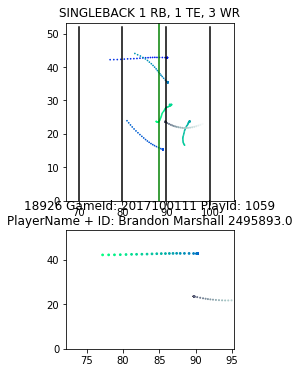 SINGLEBACK 1 RB, 1 TE, 3 WR
50
40
30
20
10
0
70 80 90 100
18926 GameId: 2017100111 PlayId: 1059
PlayerName + ID: Brandon Marshall 2495893.0
40
20
0
75 80 85 90 95